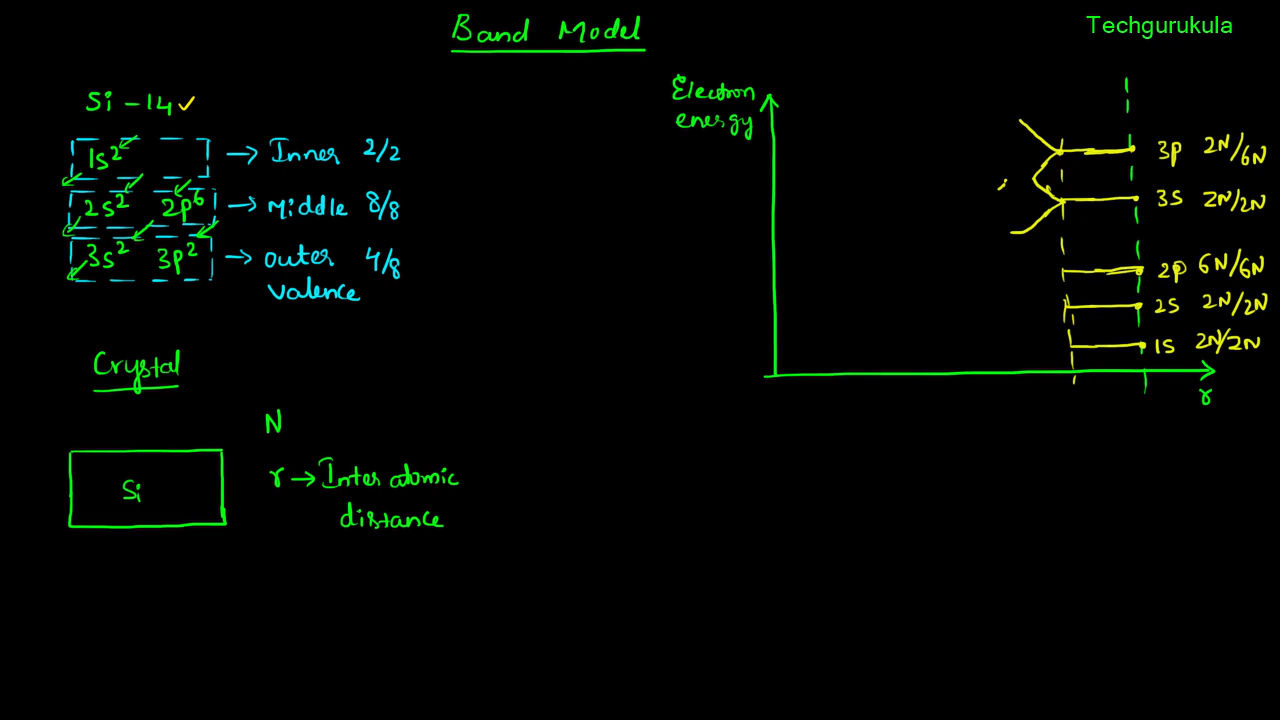 Band Model
Techgurukula
Si - 14 ✓
1s² → Inner 2/2
2s² 2p⁶ → Middle 8/8
3s² 3p² → outer 4/8
valence
Crystal
N
Si
r → Inter atomic
distance
Electron
energy
3p 2N/6N
3s 2N/2N
2p 6N/6N
2s 2N/2N
1s 2N/2N
r